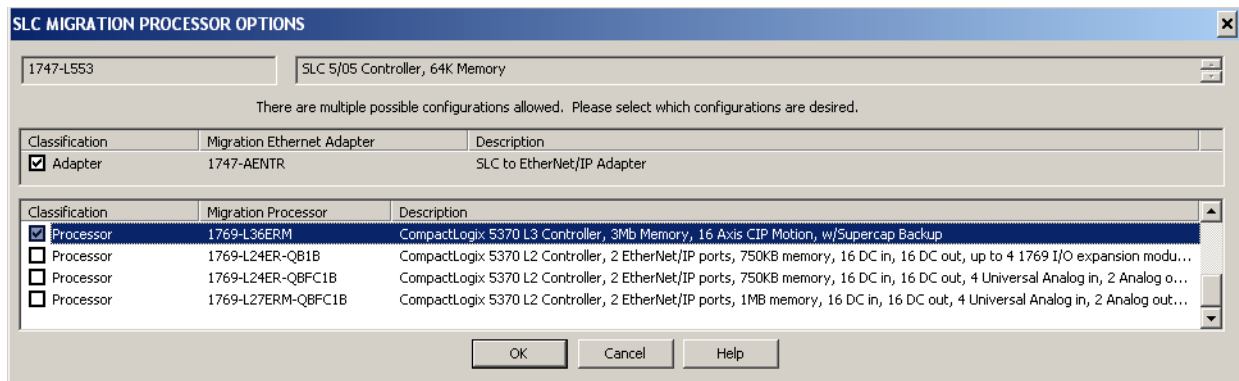 SLC MIGRATION PROCESSOR OPTIONS
1747-L553 SLC 5/05 Controller, 64K Memory
There are multiple possible configurations allowed. Please select which configurations are desired.
Classification Migration Ethernet Adapter Description
Adapter 1747-AENTR SLC to EtherNet/IP Adapter
Classification Migration Processor Description
Processor 1769-L36ERM CompactLogix 5370 L3 Controller, 3Mb Memory, 16 Axis CIP Motion, w/Supercap Backup
Processor 1769-L24ER-QB1B CompactLogix 5370 L2 Controller, 2 EtherNet/IP ports, 750KB memory, 16 DC in, 16 DC out, up to 4 1769 I/O expansion modu...
Processor 1769-L24ER-QBFC1B CompactLogix 5370 L2 Controller, 2 EtherNet/IP ports, 750KB memory, 16 DC in, 16 DC out, 4 Universal Analog in, 2 Analog o...
Processor 1769-L27ERM-QBFC1B CompactLogix 5370 L2 Controller, 2 EtherNet/IP ports, 1MB memory, 16 DC in, 16 DC out, 4 Universal Analog in, 2 Analog out...
OK Cancel Help